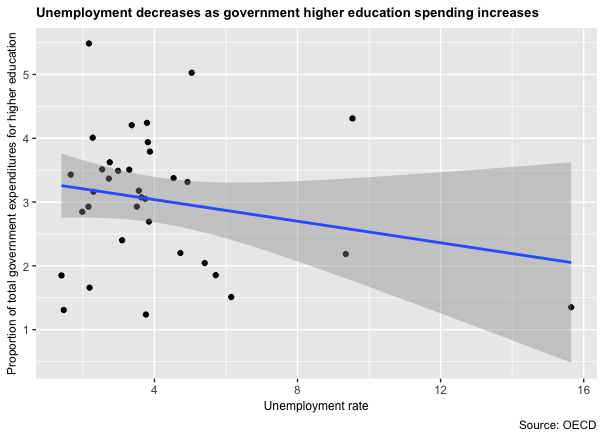 Unemployment decreases as government higher education spending increases
Proportion of total government expenditures for higher education
5
4
3
2
1
4
8
12
16
Unemployment rate
Source: OECD